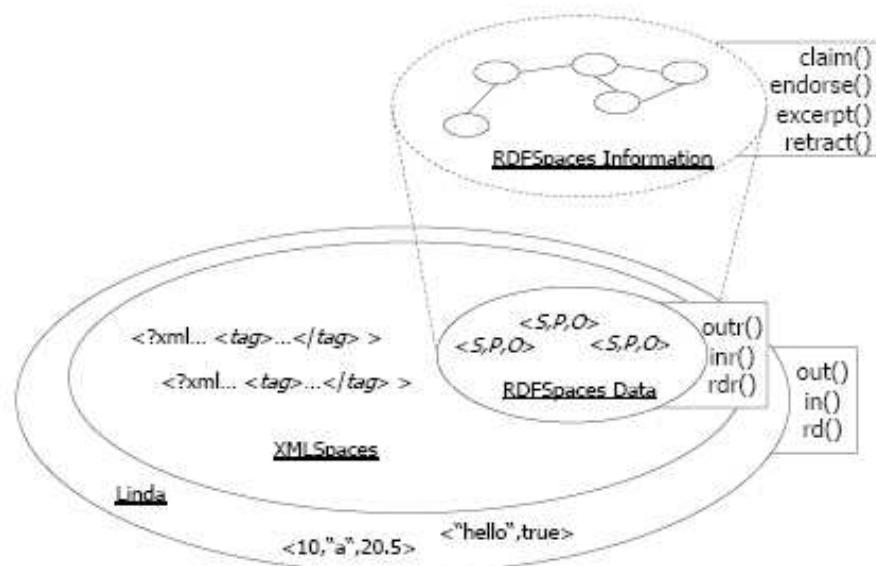 claim()
endorse()
excerpt()
retract()
RDFSpaces Information
<?xml... <tag>...</tag> >
<?xml... <tag>...</tag> >
<S,P,O>
<S,P,O>
<S,P,O>
RDFSpaces Data
outr()
inr()
rdr()
out()
in()
rd()
XMLSpaces
Linda
<"hello",true>
<10,"a",20.5>